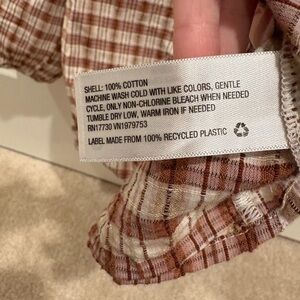 SHELL: 100% COTTON
MACHINE WASH COLD WITH LIKE COLORS, GENTLE
CYCLE, ONLY NON-CHLORINE BLEACH WHEN NEEDED
TUMBLE DRY LOW, WARM IRON IF NEEDED
RN17730 VN1979753
LABEL MADE FROM 100% RECYCLED PLASTIC